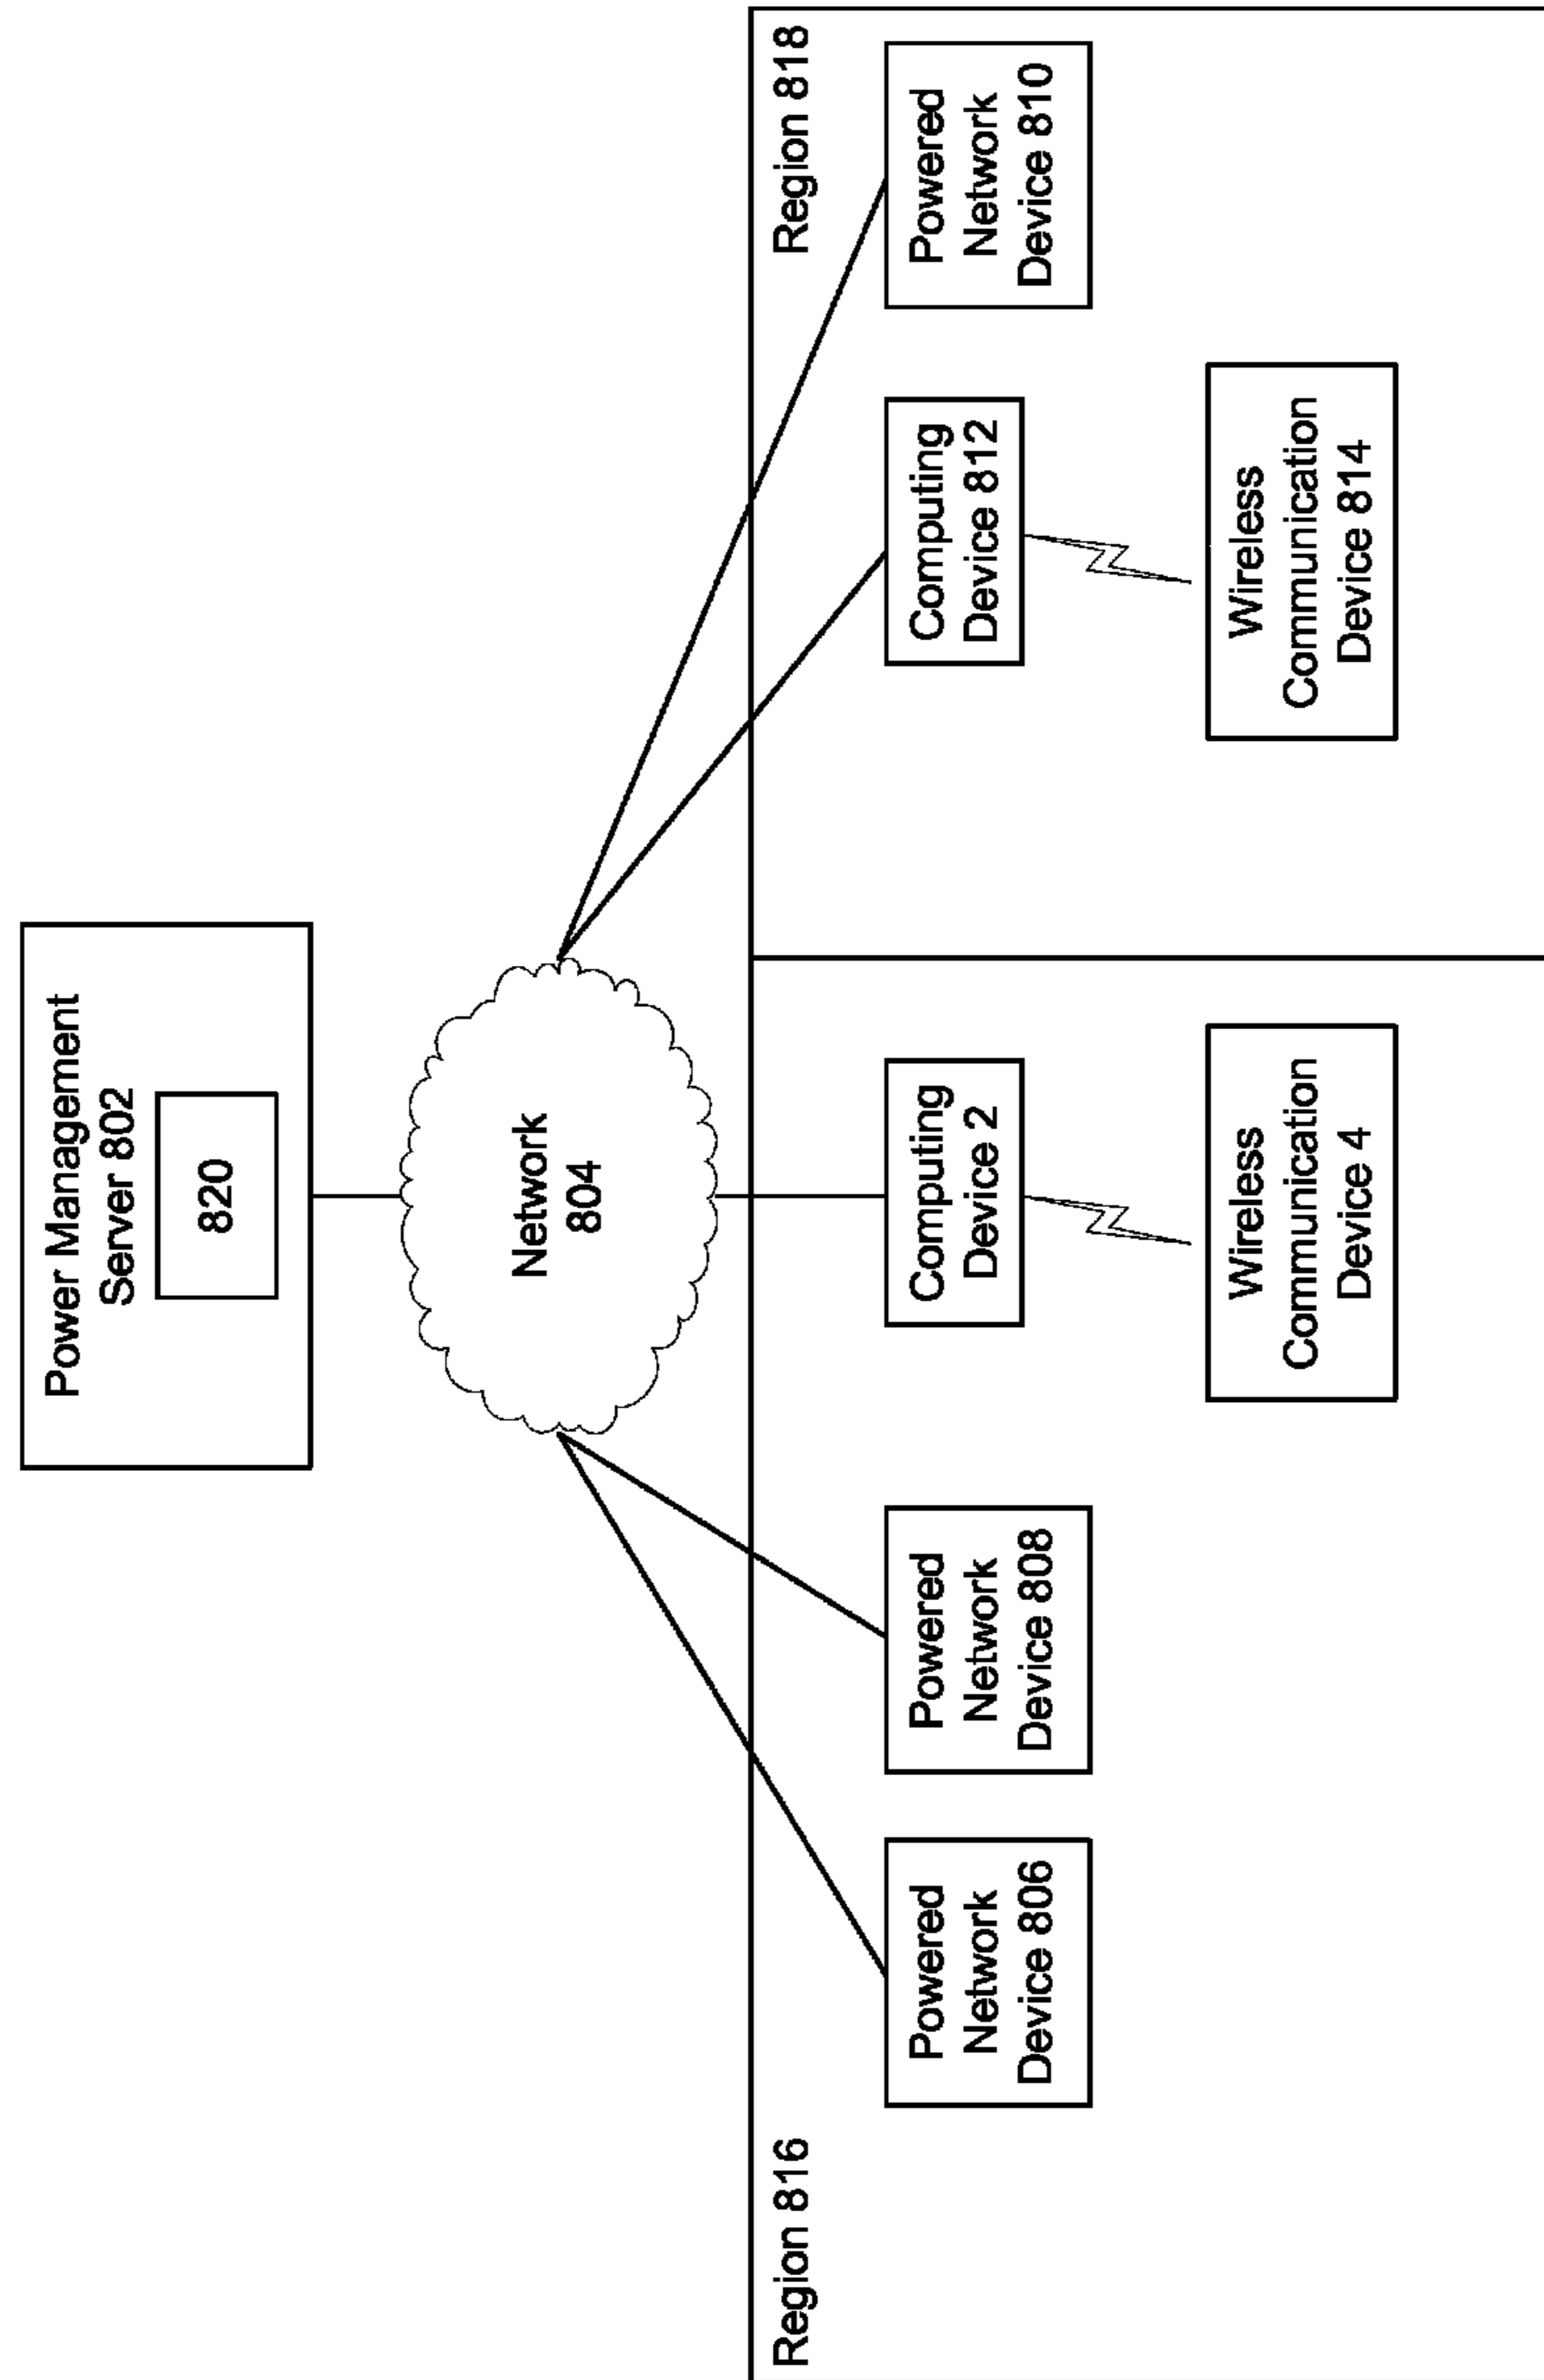 Power Management
Server 802
820
Network
804
Region 816
Region 818
Powered
Network
Device 806
Powered
Network
Device 808
Computing
Device 2
Computing
Device 812
Powered
Network
Device 810
Wireless
Communication
Device 4
Wireless
Communication
Device 814